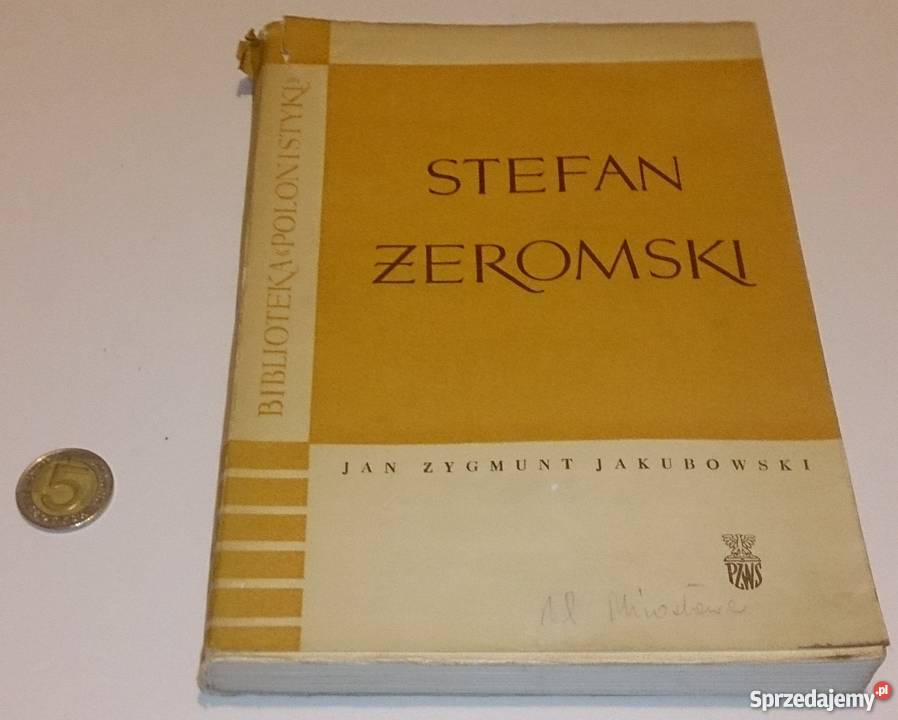 BIBLIOTEKA «POLONISTYKI»
STEFAN
ŻEROMSKI
JAN ZYGMUNT JAKUBOWSKI
PZWS
5
Sprzedajemy.pl